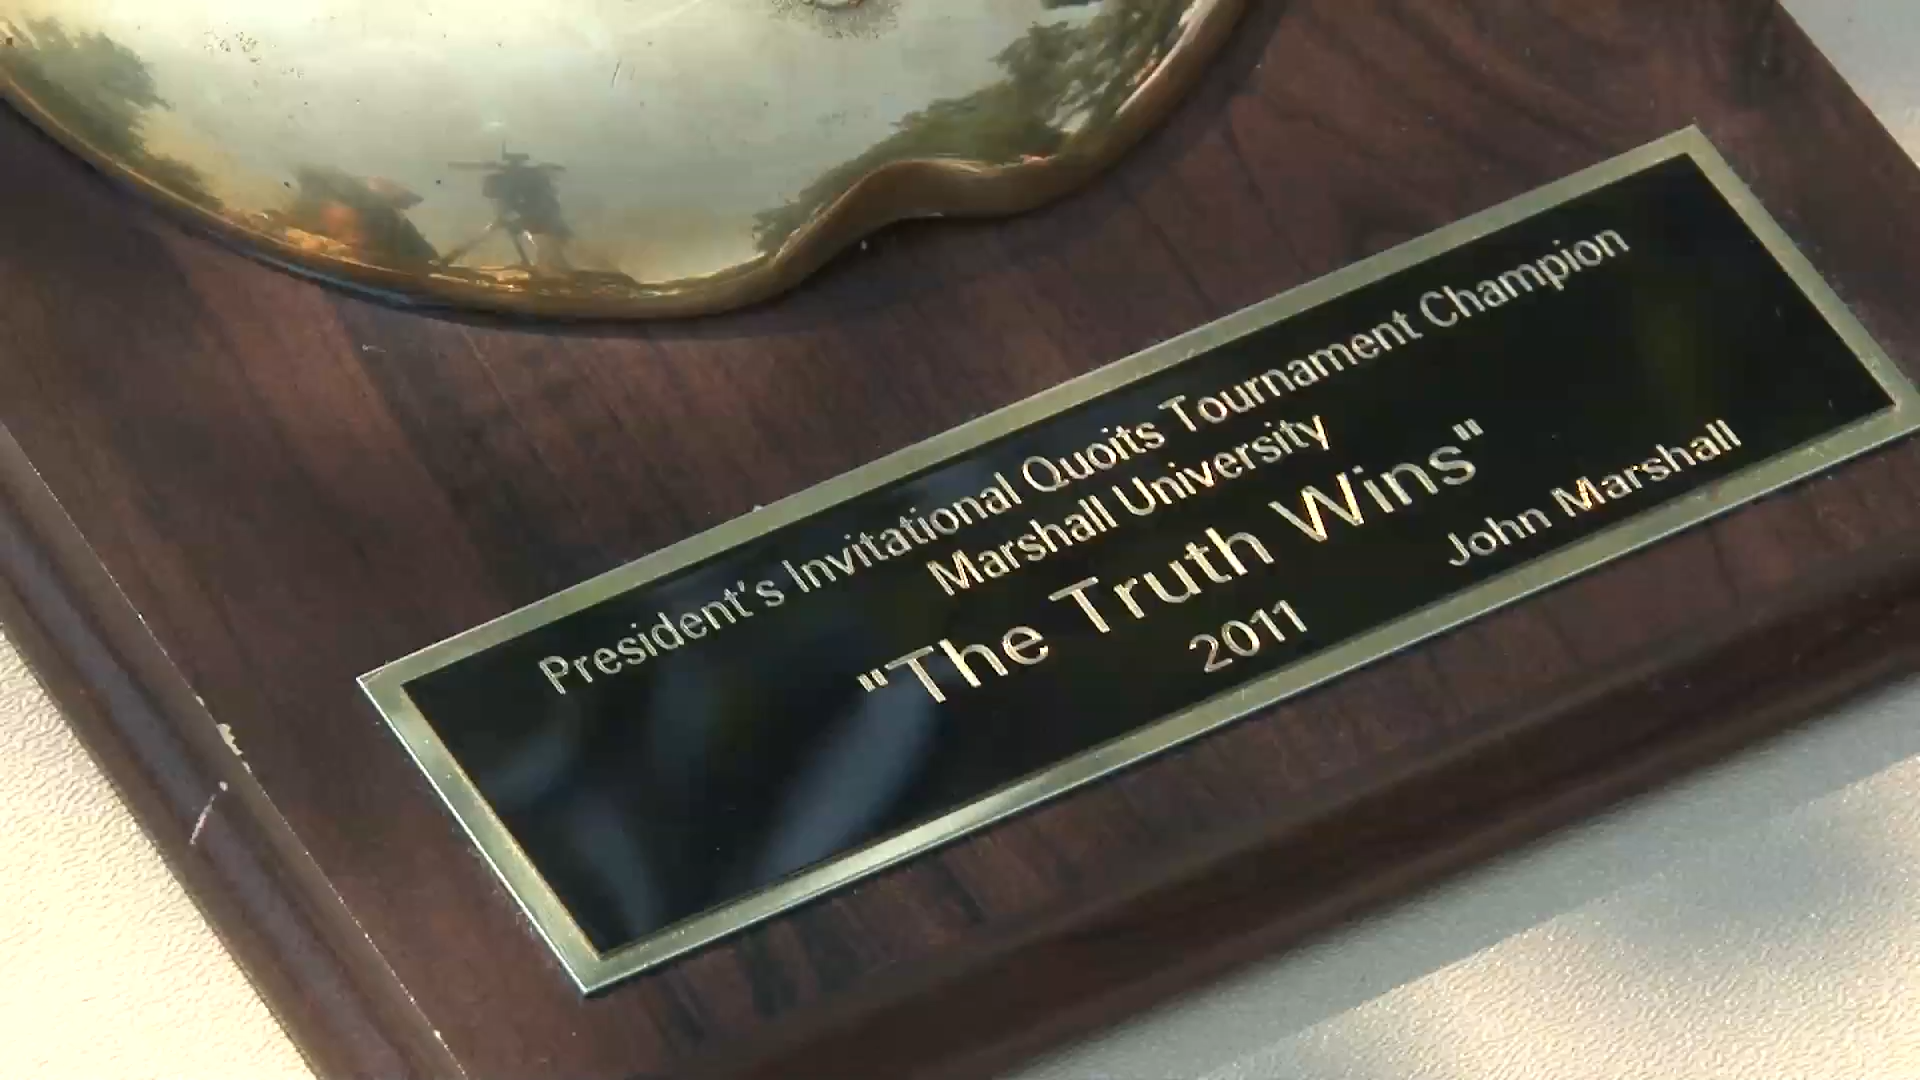 President's Invitational Quoits Tournament Champion
Marshall University
"The Truth Wins"
John Marshall
2011